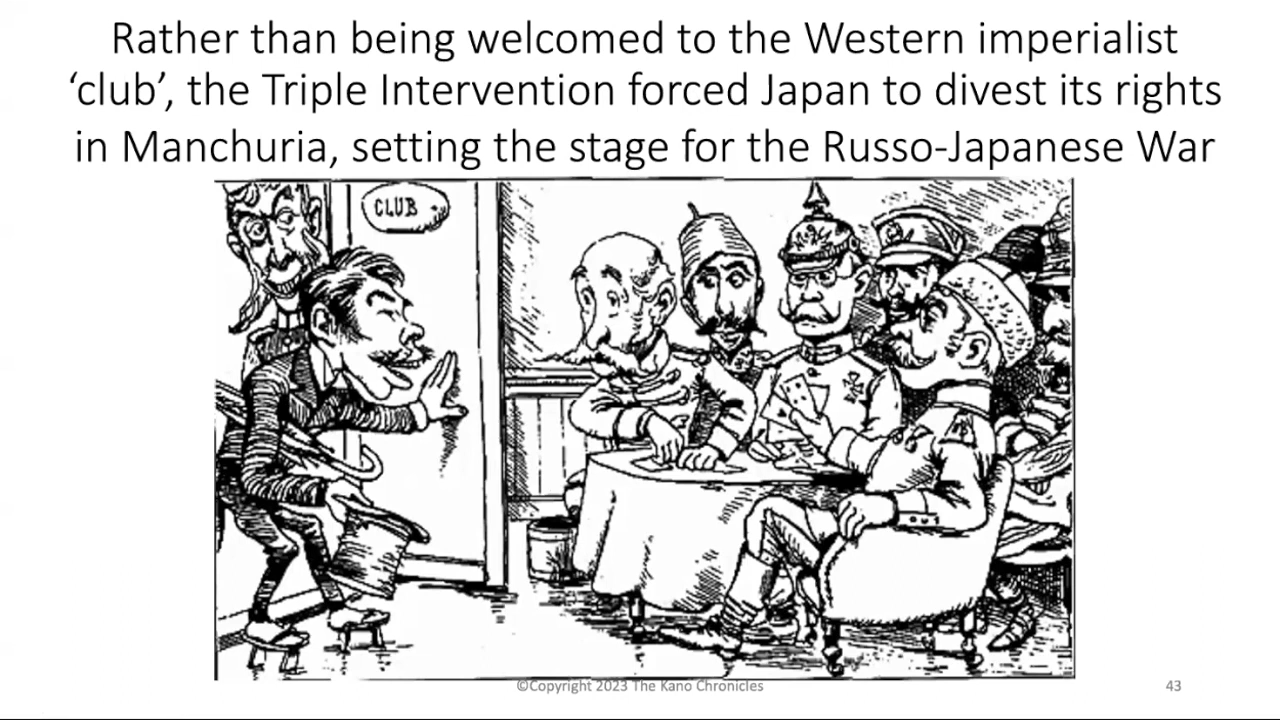 Rather than being welcomed to the Western imperialist
‘club’, the Triple Intervention forced Japan to divest its rights
in Manchuria, setting the stage for the Russo-Japanese War
CLUB
©Copyright 2023 The Kano Chronicles
43